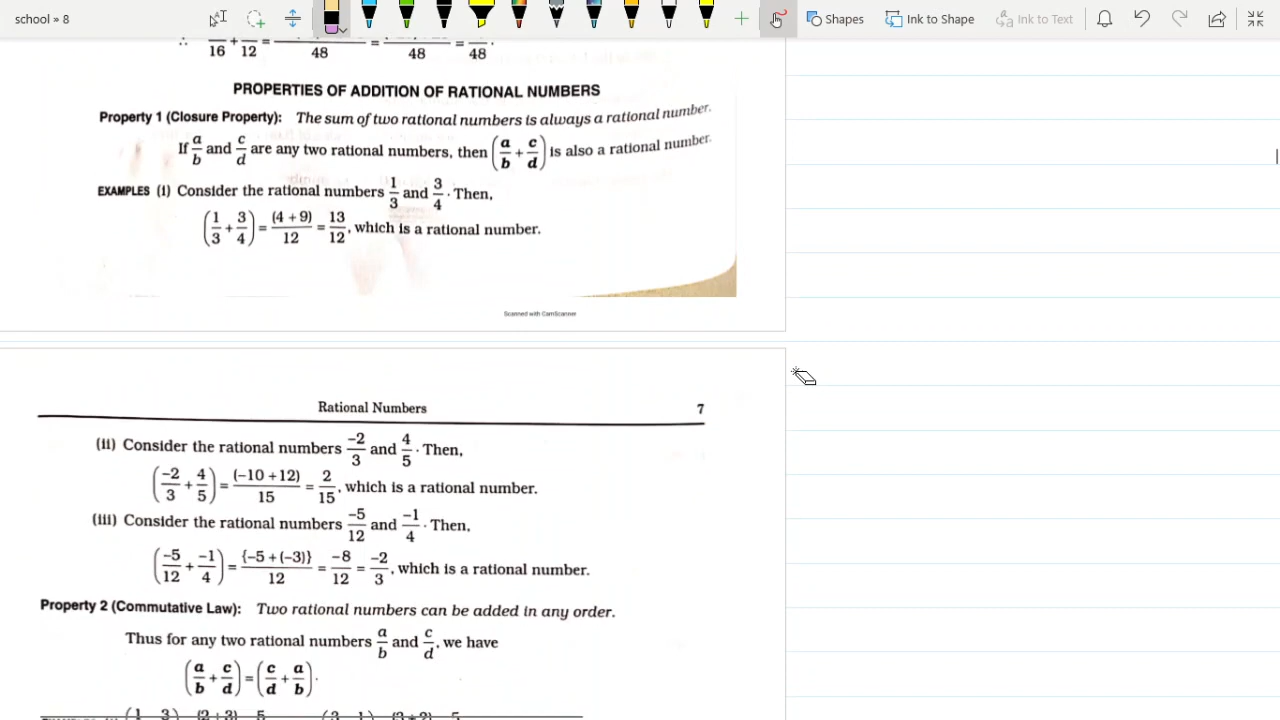 school » 8
Shapes
Ink to Shape
Ink to Text
∴ 16 + 12 = 48 = 48 = 48 .
PROPERTIES OF ADDITION OF RATIONAL NUMBERS
Property 1 (Closure Property): The sum of two rational numbers is always a rational number.
If a/b and c/d are any two rational numbers, then (a/b + c/d) is also a rational number.
EXAMPLES (i) Consider the rational numbers 1/3 and 3/4 . Then,
(1/3 + 3/4) = (4 + 9)/12 = 13/12, which is a rational number.
Scanned with CamScanner
Rational Numbers 7
(ii) Consider the rational numbers -2/3 and 4/5 . Then,
(-2/3 + 4/5) = (-10 + 12)/15 = 2/15, which is a rational number.
(iii) Consider the rational numbers -5/12 and -1/4 . Then,
(-5/12 + -1/4) = {-5 + (-3)}/12 = -8/12 = -2/3, which is a rational number.
Property 2 (Commutative Law): Two rational numbers can be added in any order.
Thus for any two rational numbers a/b and c/d, we have
(a/b + c/d) = (c/d + a/b).